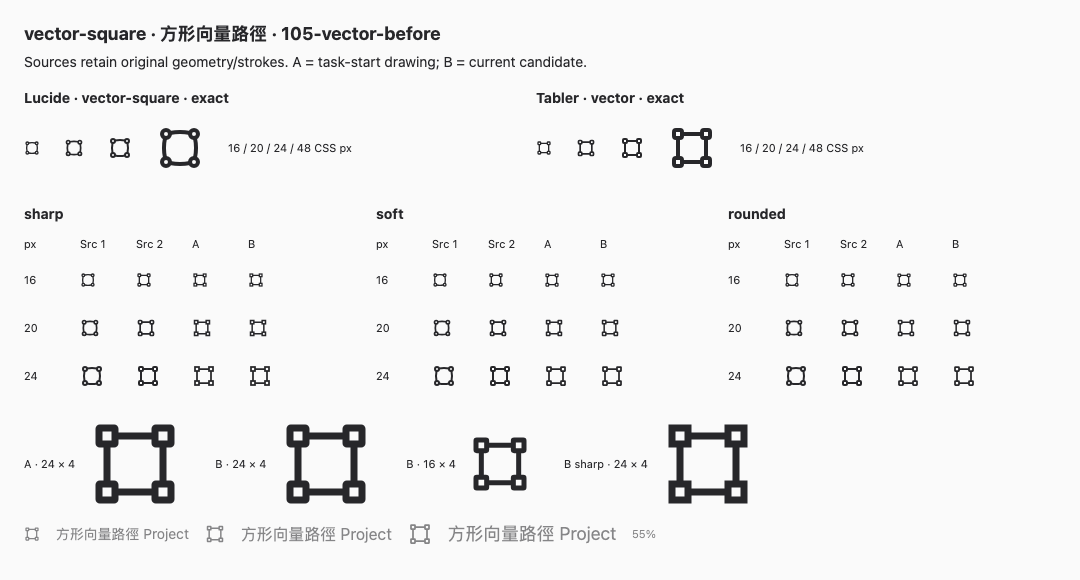 vector-square · 方形向量路徑 · 105-vector-before
Sources retain original geometry/strokes. A = task-start drawing; B = current candidate.
Lucide · vector-square · exact
16 / 20 / 24 / 48 CSS px
Tabler · vector · exact
16 / 20 / 24 / 48 CSS px
sharp
px Src 1 Src 2 A B
16
20
24
soft
px Src 1 Src 2 A B
16
20
24
rounded
px Src 1 Src 2 A B
16
20
24
A · 24 × 4
B · 24 × 4
B · 16 × 4
B sharp · 24 × 4
方形向量路徑 Project 方形向量路徑 Project 方形向量路徑 Project 55%